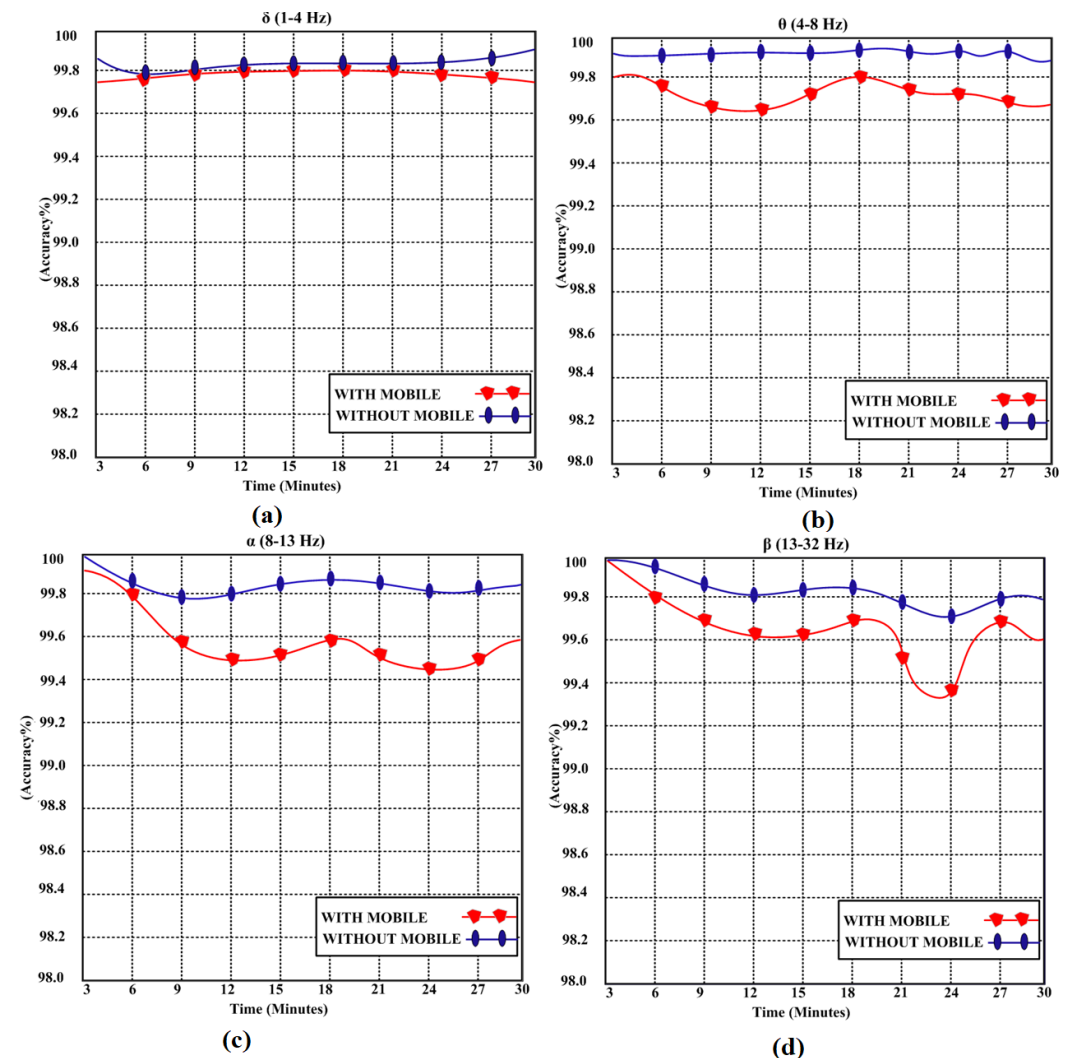 δ (1-4 Hz)
100
99.8
99.6
99.4
99.2
99.0
98.8
98.6
98.4
98.2
98.0
(Accuracy%)
WITH MOBILE
WITHOUT MOBILE
3 6 9 12 15 18 21 24 27 30
Time (Minutes)
(a)
θ (4-8 Hz)
100
99.8
99.6
99.4
99.2
99.0
98.8
98.6
98.4
98.2
98.0
(Accuracy%)
WITH MOBILE
WITHOUT MOBILE
3 6 9 12 15 18 21 24 27 30
Time (Minutes)
(b)
α (8-13 Hz)
100
99.8
99.6
99.4
99.2
99.0
98.8
98.6
98.4
98.2
98.0
(Accuracy%)
WITH MOBILE
WITHOUT MOBILE
3 6 9 12 15 18 21 24 27 30
Time (Minutes)
(c)
β (13-32 Hz)
100
99.8
99.6
99.4
99.2
99.0
98.8
98.6
98.4
98.2
98.0
(Accuracy%)
WITH MOBILE
WITHOUT MOBILE
3 6 9 12 15 18 21 24 27 30
Time (Minutes)
(d)